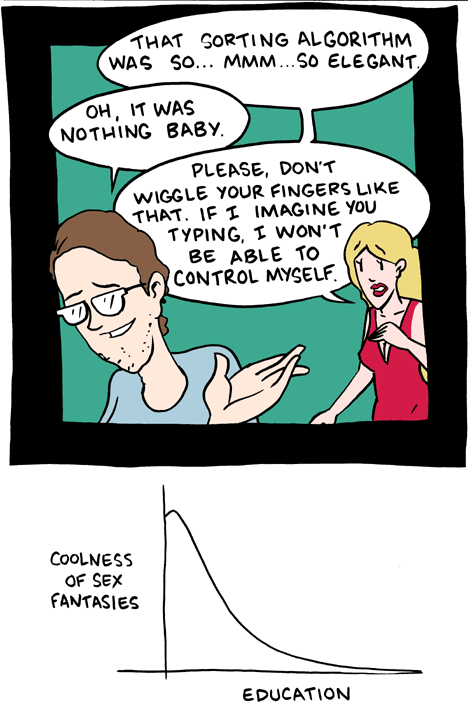 THAT SORTING ALGORITHM
WAS SO... MMM...SO ELEGANT.
OH, IT WAS
NOTHING BABY.
PLEASE, DON'T
WIGGLE YOUR FINGERS LIKE
THAT. IF I IMAGINE YOU
TYPING, I WON'T
BE ABLE TO
CONTROL MYSELF.
COOLNESS
OF SEX
FANTASIES
EDUCATION